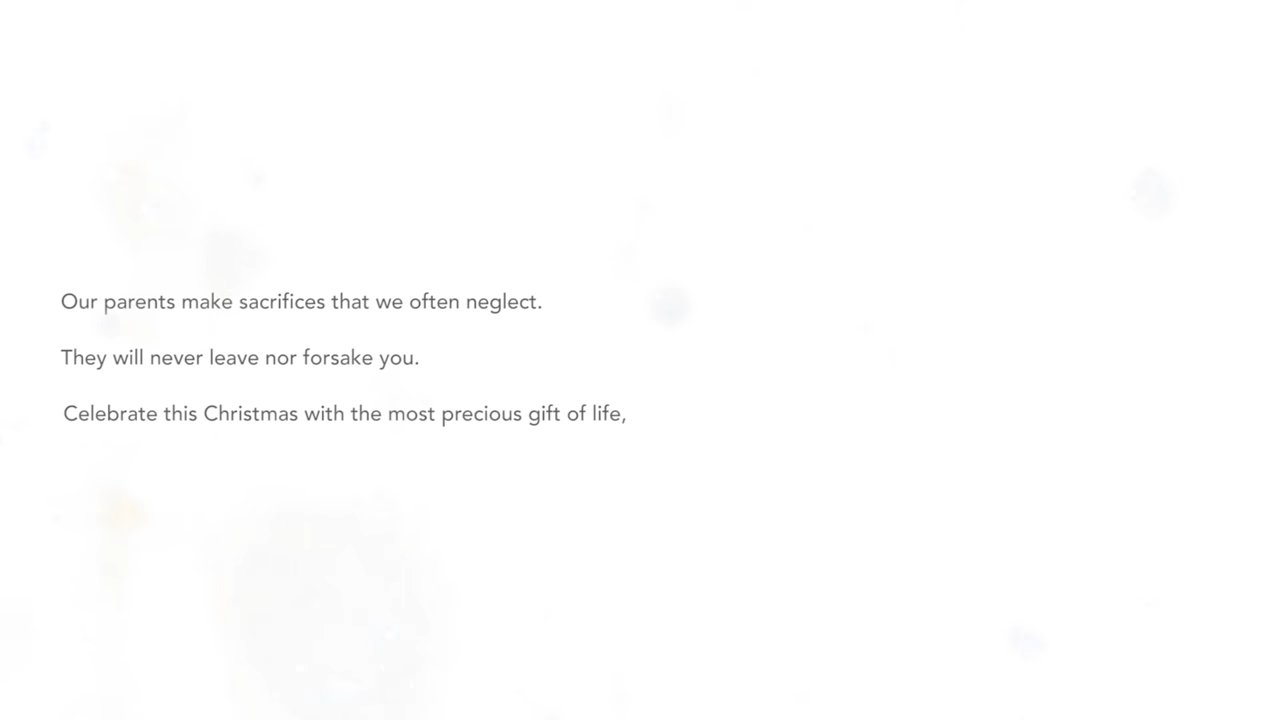 Our parents make sacrifices that we often neglect.
They will never leave nor forsake you.
Celebrate this Christmas with the most precious gift of life,